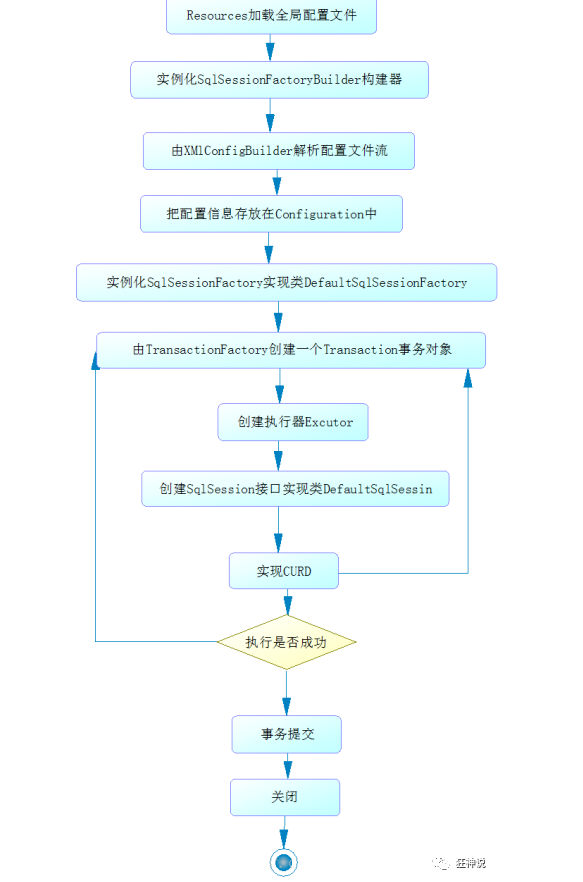 Resources加载全局配置文件
实例化SqlSessionFactoryBuilder构建器
由XMlConfigBuilder解析配置文件流
把配置信息存放在Configuration中
实例化SqlSessionFactory实现类DefaultSqlSessionFactory
由TransactionFactory创建一个Transaction事务对象
创建执行器Excutor
创建SqlSession接口实现类DefaultSqlSessin
实现CURD
执行是否成功
事务提交
关闭
狂神说